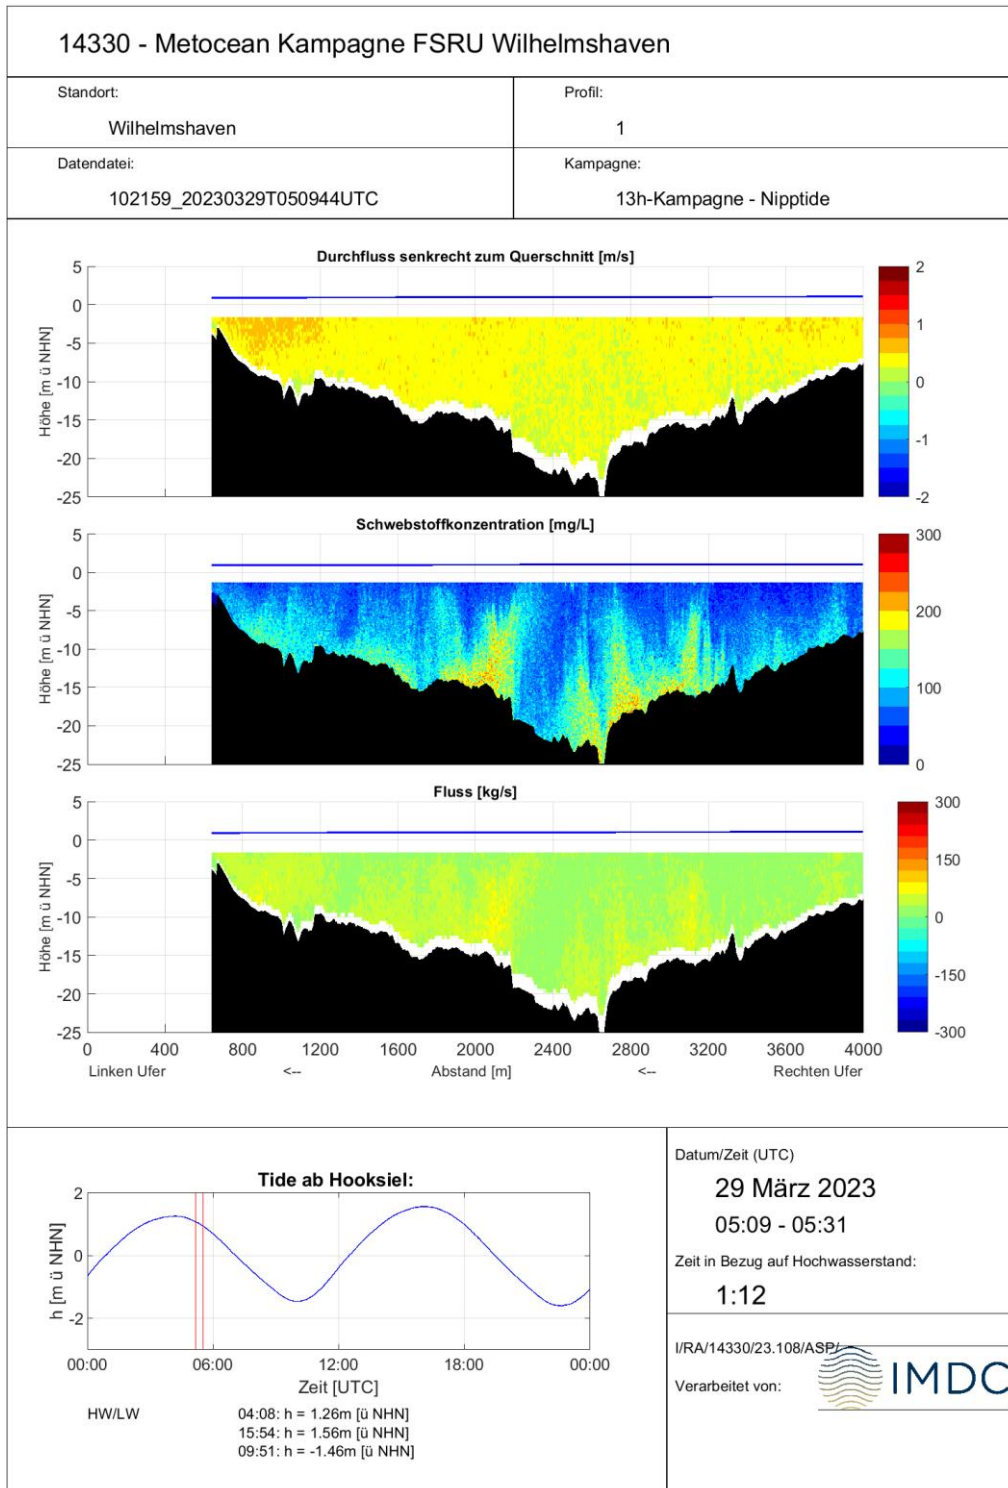 14330 - Metocean Kampagne FSRU Wilhelmshaven
Standort:
Wilhelmshaven
Profil:
1
Datendatei:
102159_20230329T050944UTC
Kampagne:
13h-Kampagne - Nipptide
Durchfluss senkrecht zum Querschnitt [m/s]
Höhe [m ü NHN]
5
0
-5
-10
-15
-20
-25
2
1
0
-1
-2
Schwebstoffkonzentration [mg/L]
Höhe [m ü NHN]
5
0
-5
-10
-15
-20
-25
300
200
100
0
Fluss [kg/s]
Höhe [m ü NHN]
5
0
-5
-10
-15
-20
-25
300
150
0
-150
-300
0 400 800 1200 1600 2000 2400 2800 3200 3600 4000
Linken Ufer <-- Abstand [m] <-- Rechten Ufer
Tide ab Hooksiel:
h [m ü NHN]
2
0
-2
00:00 06:00 12:00 18:00 00:00
Zeit [UTC]
HW/LW 04:08: h = 1.26m [ü NHN]
15:54: h = 1.56m [ü NHN]
09:51: h = -1.46m [ü NHN]
Datum/Zeit (UTC)
29 März 2023
05:09 - 05:31
Zeit in Bezug auf Hochwasserstand:
1:12
I/RA/14330/23.108/ASP/
Verarbeitet von:
IMDC